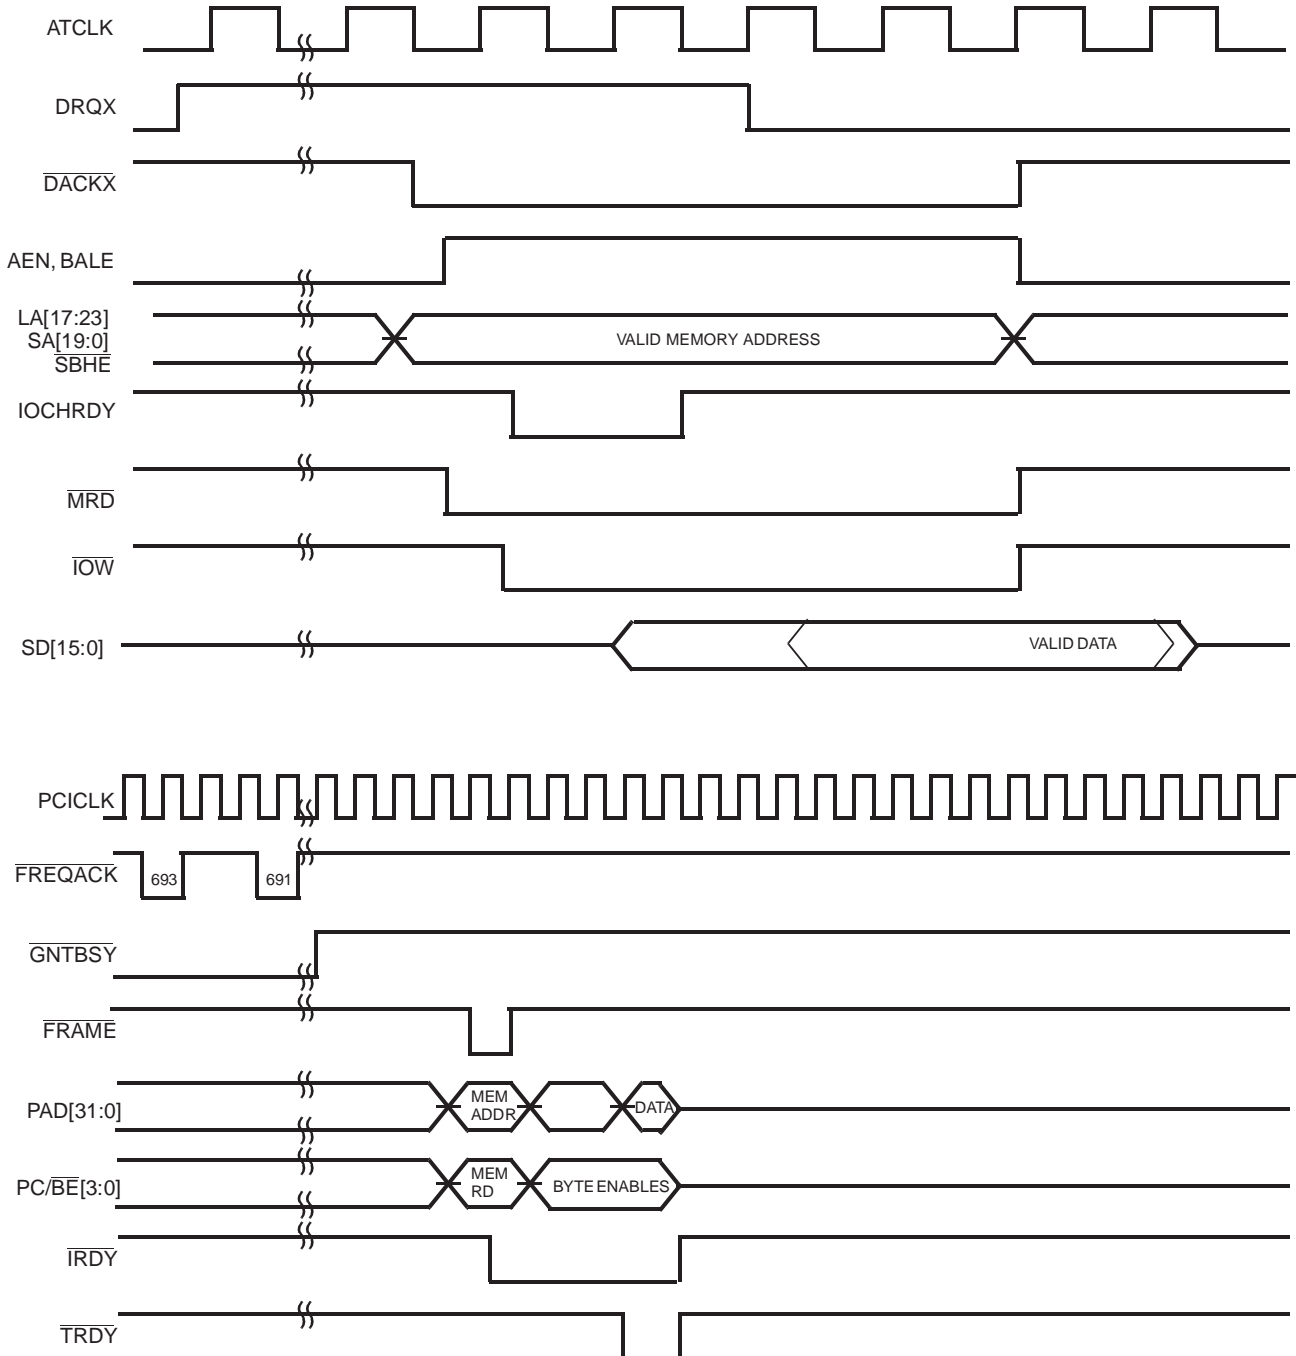 ATCLK
DRQX
DACKX
AEN, BALE
LA[17:23]
SA[19:0]
SBHE
VALID MEMORY ADDRESS
IOCHRDY
MRD
IOW
SD[15:0]
VALID DATA
PCICLK
FREQACK
693
691
GNTBSY
FRAME
PAD[31:0]
MEM
ADDR
DATA
PC/BE[3:0]
MEM
RD
BYTE ENABLES
IRDY
TRDY